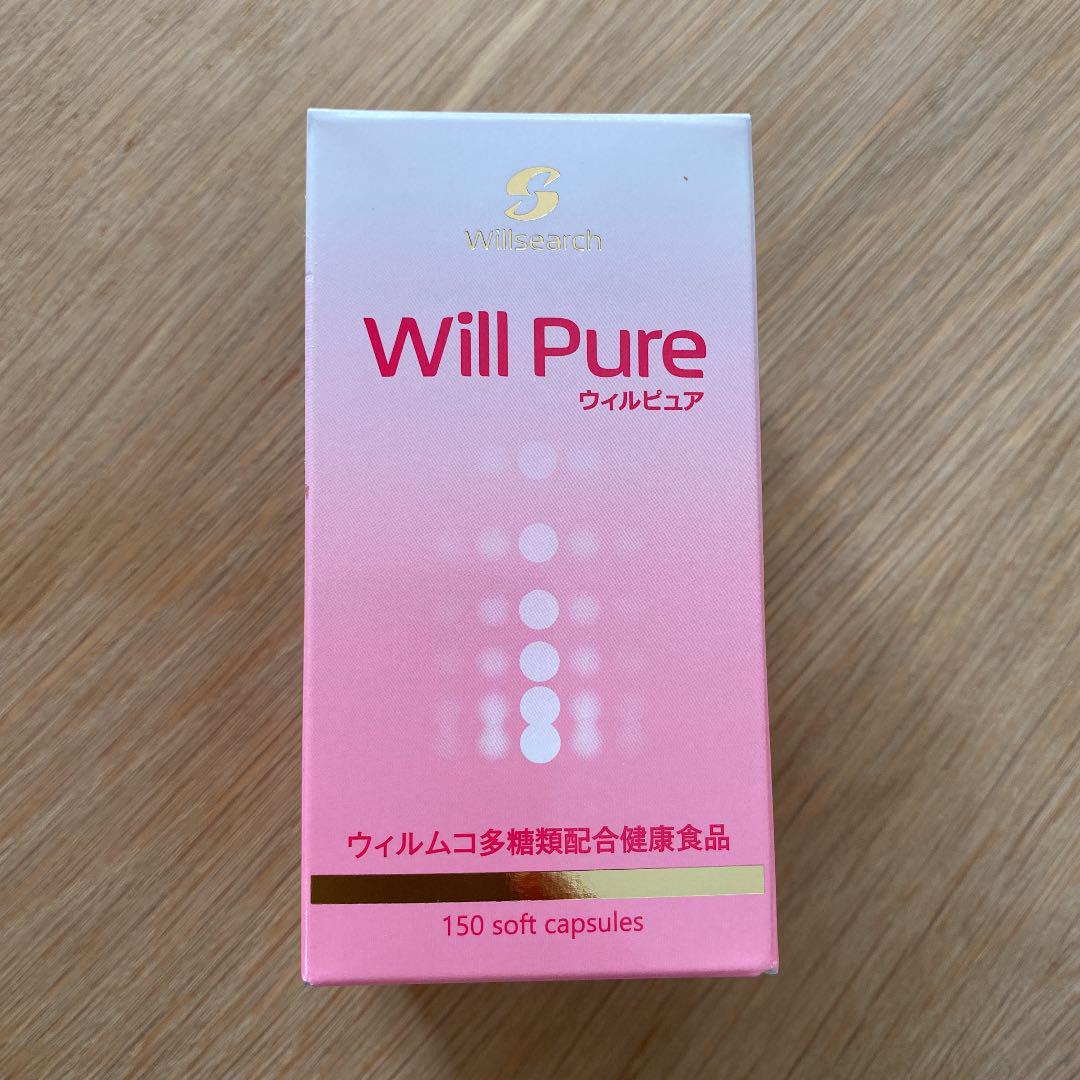 Willsearch
Will Pure
ウィルピュア
ウィルムコ多糖類配合健康食品
150 soft capsules